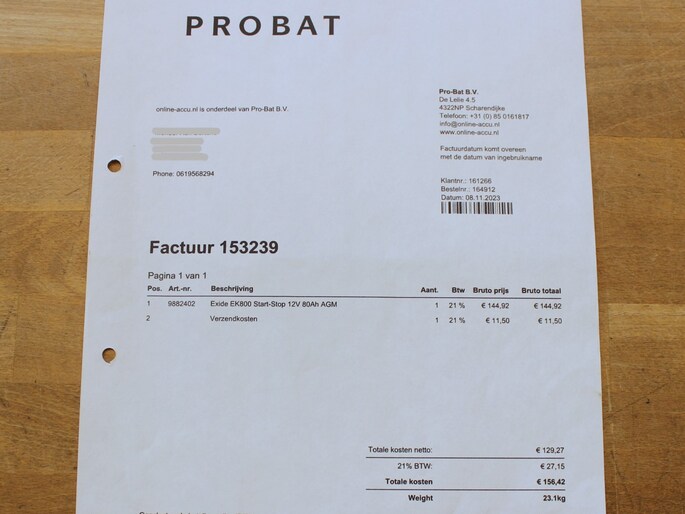 PROBAT
online-accu.nl is onderdeel van Pro-Bat B.V.
Phone: 0619568294
Pro-Bat B.V.
De Lelie 4.5
4322NP Scharendijke
Telefoon: +31 (0) 85 0161817
info@online-accu.nl
www.online-accu.nl
Factuurdatum komt overeen
met de datum van ingebruikname
Klantnr.: 161266
Bestelnr.: 164912
Datum: 08.11.2023
Factuur 153239
Pagina 1 van 1
Pos. Art.-nr. Beschrijving Aant. Btw Bruto prijs Bruto totaal
1 9882402 Exide EK800 Start-Stop 12V 80Ah AGM 1 21 % € 144,92 € 144,92
2 Verzendkosten 1 21 % € 11,50 € 11,50
Totale kosten netto: € 129,27
21% BTW: € 27,15
Totale kosten € 156,42
Weight 23.1kg